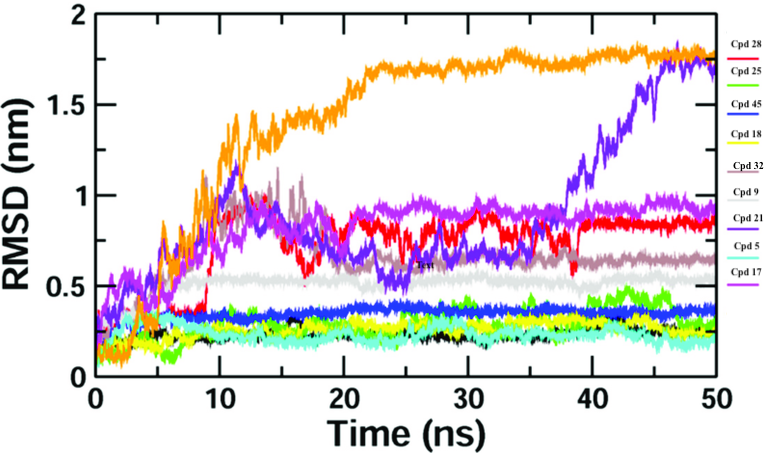 2
1.5
1
0.5
0
RMSD (nm)
0
10
20
30
40
50
Time (ns)
Cpd 28
Cpd 25
Cpd 45
Cpd 18
Cpd 32
Cpd 9
Cpd 21
Cpd 5
Cpd 17